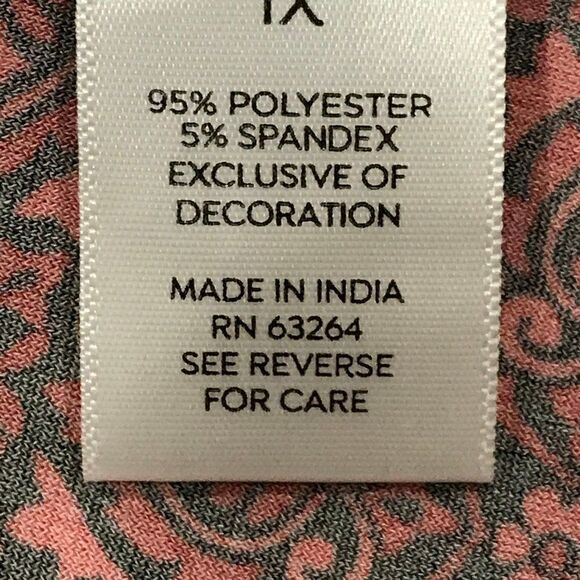 1X
95% POLYESTER
5% SPANDEX
EXCLUSIVE OF
DECORATION
MADE IN INDIA
RN 63264
SEE REVERSE
FOR CARE